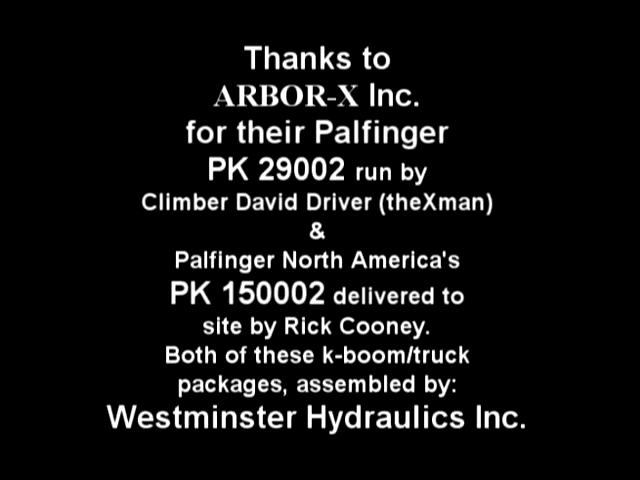 Thanks to
ARBOR-X Inc.
for their Palfinger
PK 29002 run by
Climber David Driver (theXman)
&
Palfinger North America's
PK 150002 delivered to
site by Rick Cooney.
Both of these k-boom/truck
packages, assembled by:
Westminster Hydraulics Inc.